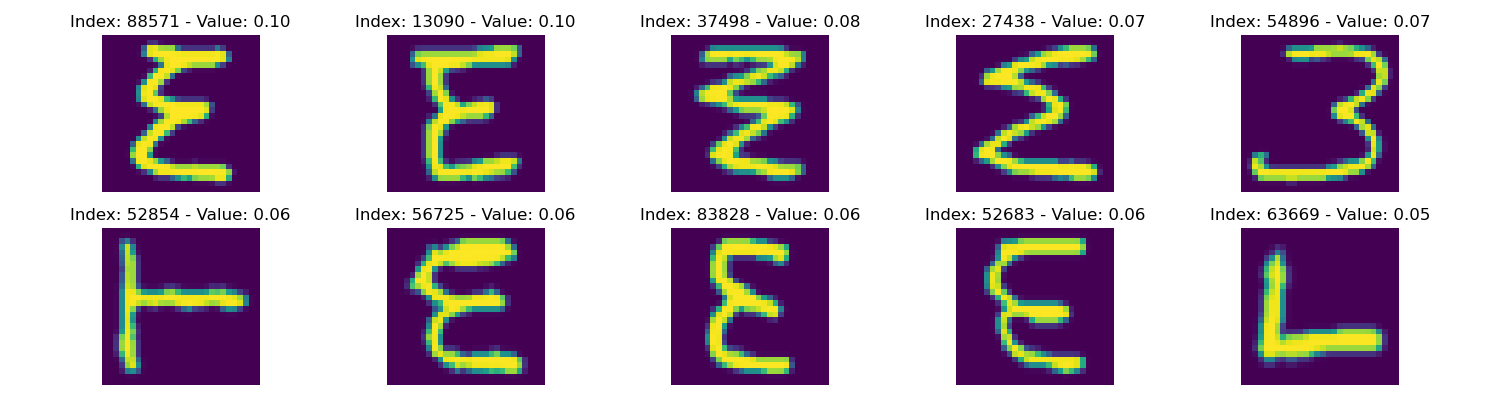 Index: 88571 - Value: 0.10 Index: 13090 - Value: 0.10 Index: 37498 - Value: 0.08 Index: 27438 - Value: 0.07 Index: 54896 - Value: 0.07
E E 3
Index: 52854 - Value: 0.06 Index: 56725 - Value: 0.06 Index: 83828 - Value: 0.06 Index: 52683 - Value: 0.06 Index: 63669 - Value: 0.05
E E E L